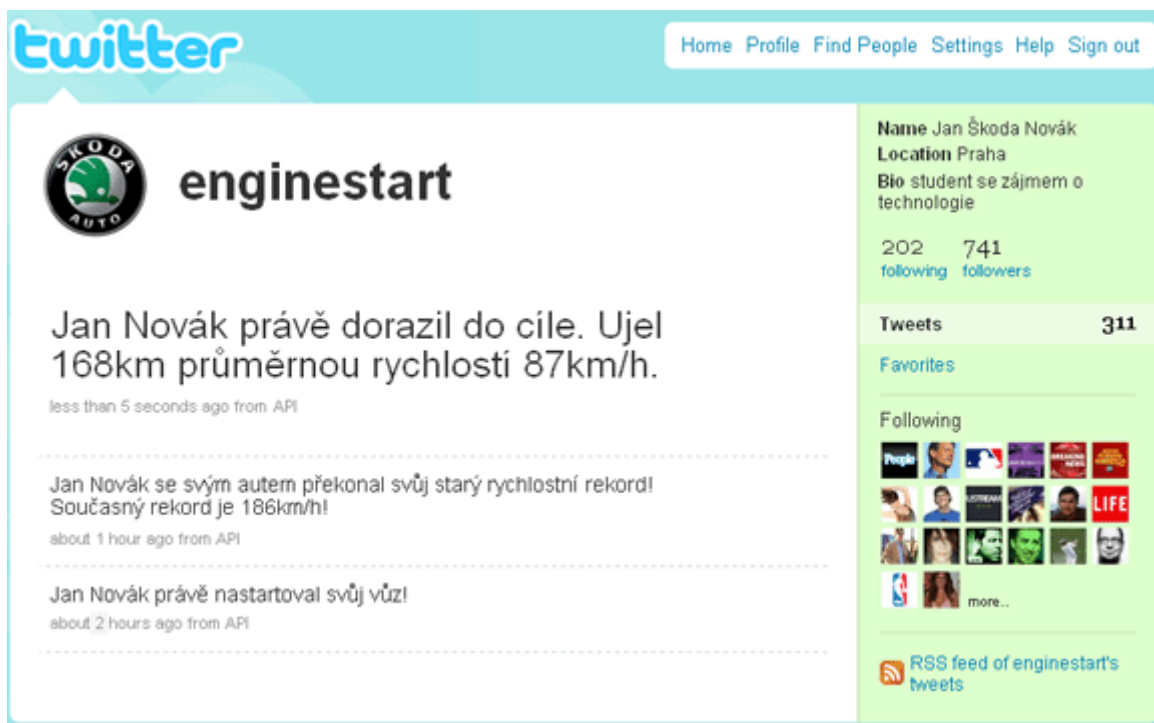 twitter
Home Profile Find People Settings Help Sign out
ŠKODA
AUTO
enginestart
Jan Novák právě dorazil do cíle. Ujel
168km průměrnou rychlostí 87km/h.
less than 5 seconds ago from API
Jan Novák se svým autem překonal svůj starý rychlostní rekord!
Současný rekord je 186km/h!
about 1 hour ago from API
Jan Novák právě nastartoval svůj vůz!
about 2 hours ago from API
Name Jan Škoda Novák
Location Praha
Bio student se zájmem o
technologie
202 741
following followers
Tweets 311
Favorites
Following
People
BREAKING
NEWS
USTREAM
LIFE
more...
RSS feed of enginestart's
tweets